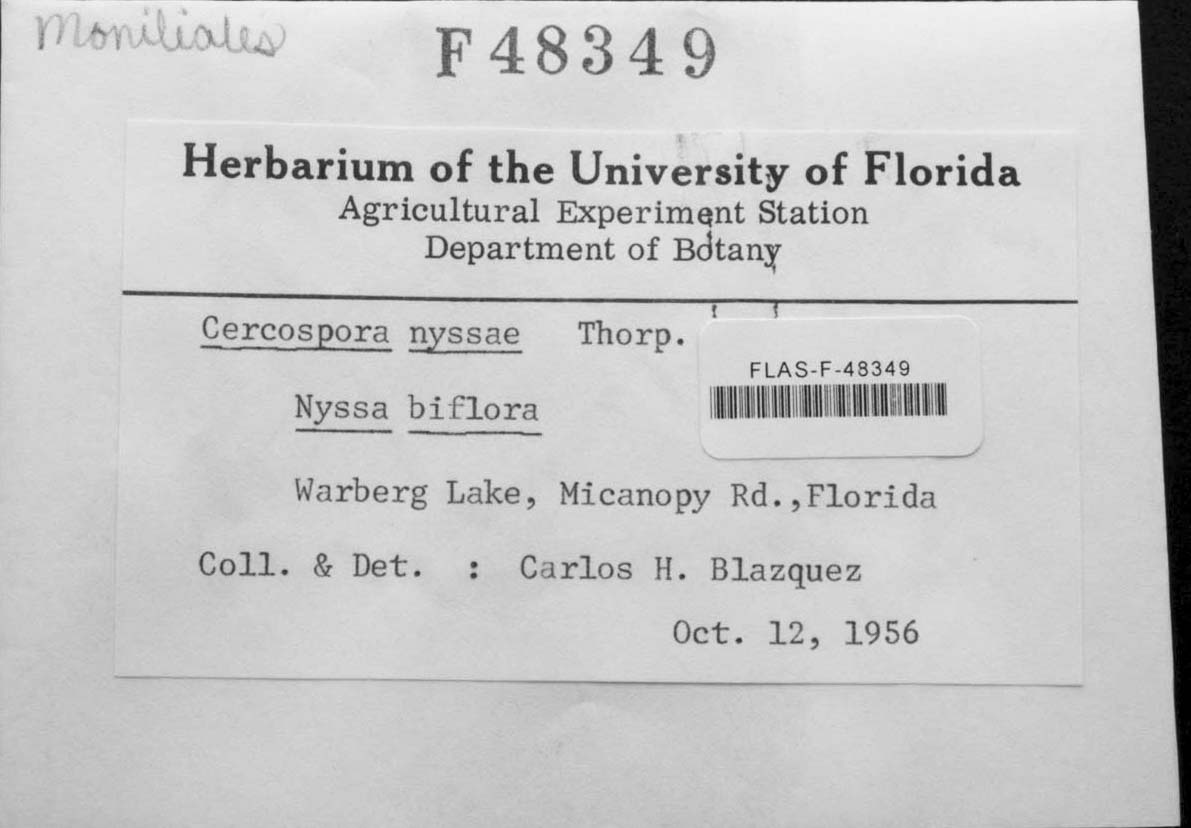 Moniliales
F48349
Herbarium of the University of Florida
Agricultural Experiment Station
Department of Botany
Cercospora nyssae Thorp.
FLAS-F-48349
Nyssa biflora
Warberg Lake, Micanopy Rd.,Florida
Coll. & Det. : Carlos H. Blazquez
Oct. 12, 1956